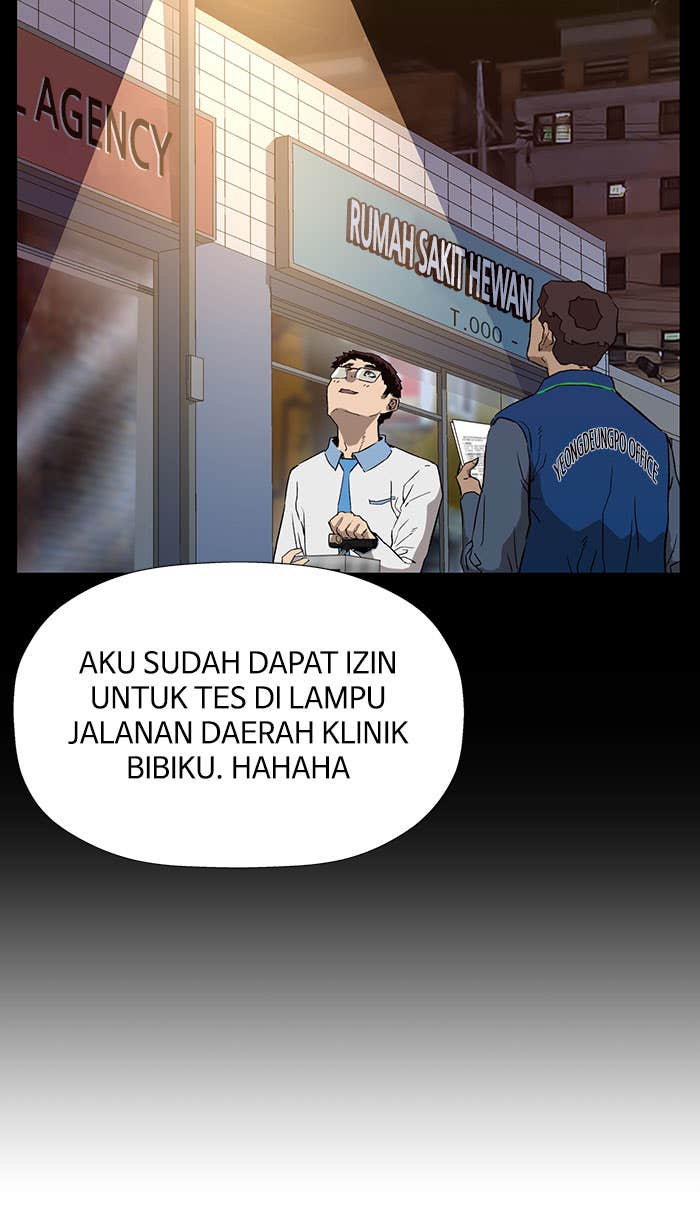 L AGENCY
RUMAH SAKIT HEWAN
T.000 -
YEONGDEUNGPO OFFICE
AKU SUDAH DAPAT IZIN
UNTUK TES DI LAMPU
JALANAN DAERAH KLINIK
BIBIKU. HAHAHA